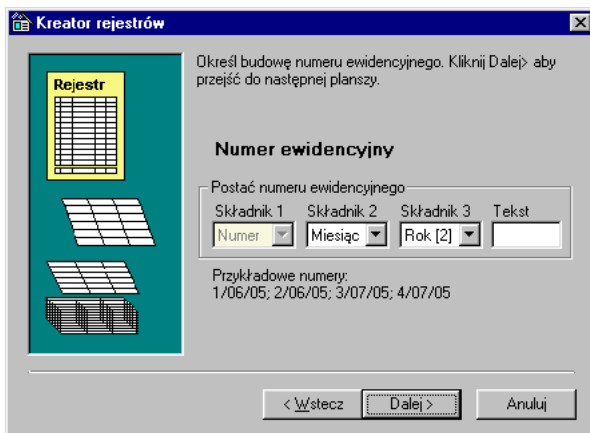 Kreator rejestrów
Określ budowę numeru ewidencyjnego. Kliknij Dalej> aby
przejść do następnej planszy.
Rejestr
Numer ewidencyjny
Postać numeru ewidencyjnego
Składnik 1 Składnik 2 Składnik 3 Tekst
Numer Miesiąc Rok [2]
Przykładowe numery:
1/06/05; 2/06/05; 3/07/05; 4/07/05
< Wstecz Dalej > Anuluj